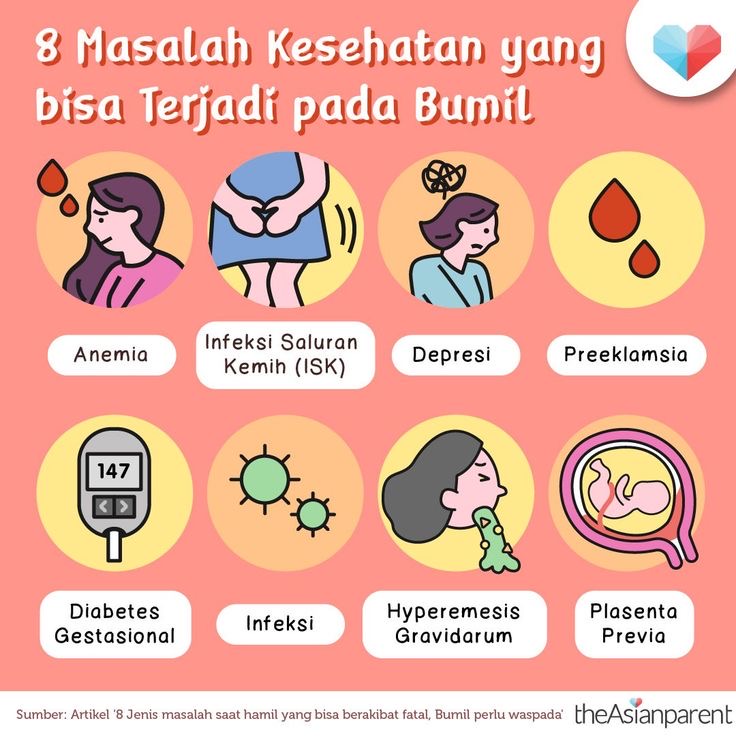 8 Masalah Kesehatan yang
bisa Terjadi pada Bumil
Anemia
Infeksi Saluran
Kemih (ISK)
Depresi
Preeklamsia
147
Diabetes
Gestasional
Infeksi
Hyperemesis
Gravidarum
Plasenta
Previa
Sumber: Artikel '8 Jenis masalah saat hamil yang bisa berakibat fatal, Bumil perlu waspada'
theAsianparent